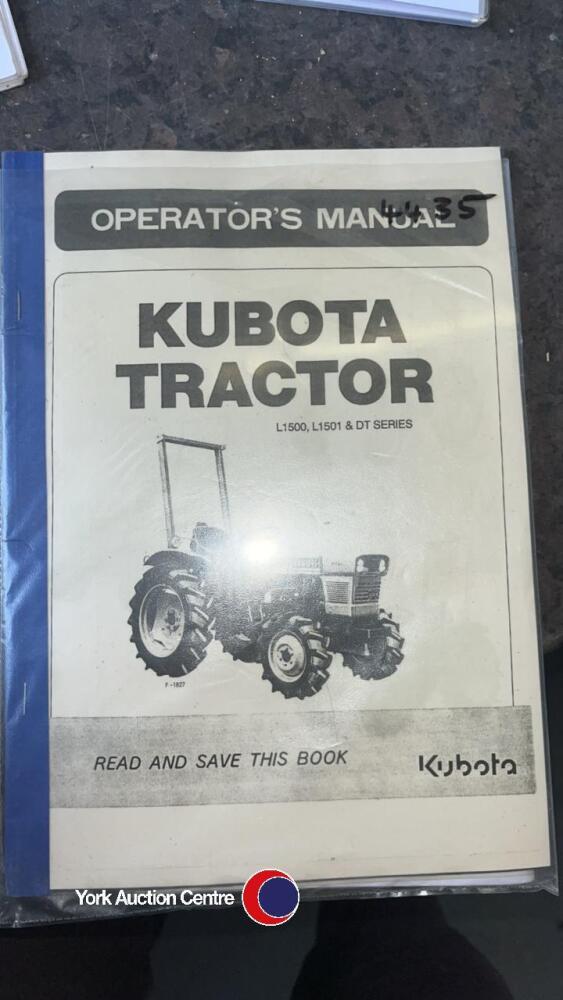 OPERATOR'S MANUAL
4435
KUBOTA
TRACTOR
L1500, L1501 & DT SERIES
F-1827
READ AND SAVE THIS BOOK
Kubota
York Auction Centre